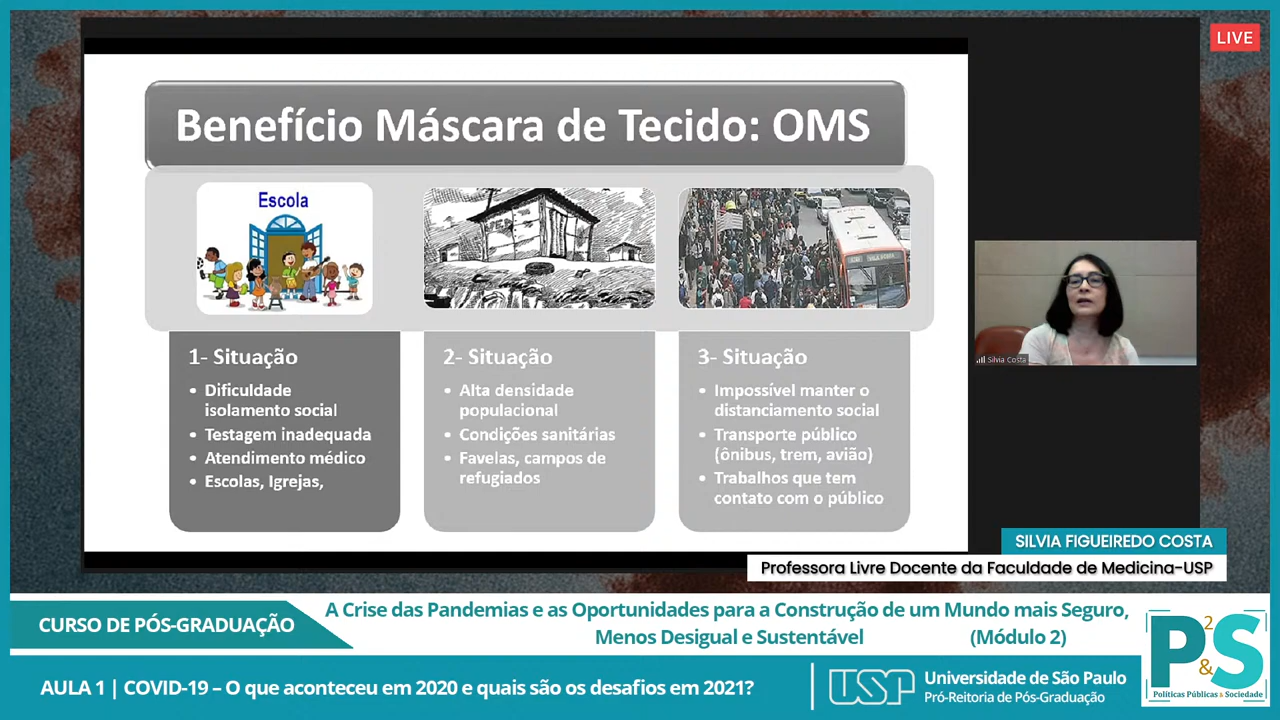 LIVE
Benefício Máscara de Tecido: OMS
Escola
1- Situação
• Dificuldade
isolamento social
• Testagem inadequada
• Atendimento médico
• Escolas, Igrejas,
2- Situação
• Alta densidade
populacional
• Condições sanitárias
• Favelas, campos de
refugiados
3- Situação
• Impossível manter o
distanciamento social
• Transporte público
(ônibus, trem, avião)
• Trabalhos que tem
contato com o público
Silvia Costa
SILVIA FIGUEIREDO COSTA
Professora Livre Docente da Faculdade de Medicina-USP
CURSO DE PÓS-GRADUAÇÃO
A Crise das Pandemias e as Oportunidades para a Construção de um Mundo mais Seguro,
Menos Desigual e Sustentável (Módulo 2)
AULA 1 | COVID-19 – O que aconteceu em 2020 e quais são os desafios em 2021?
USP
Universidade de São Paulo
Pró-Reitoria de Pós-Graduação
P2&S
Políticas Públicas & Sociedade